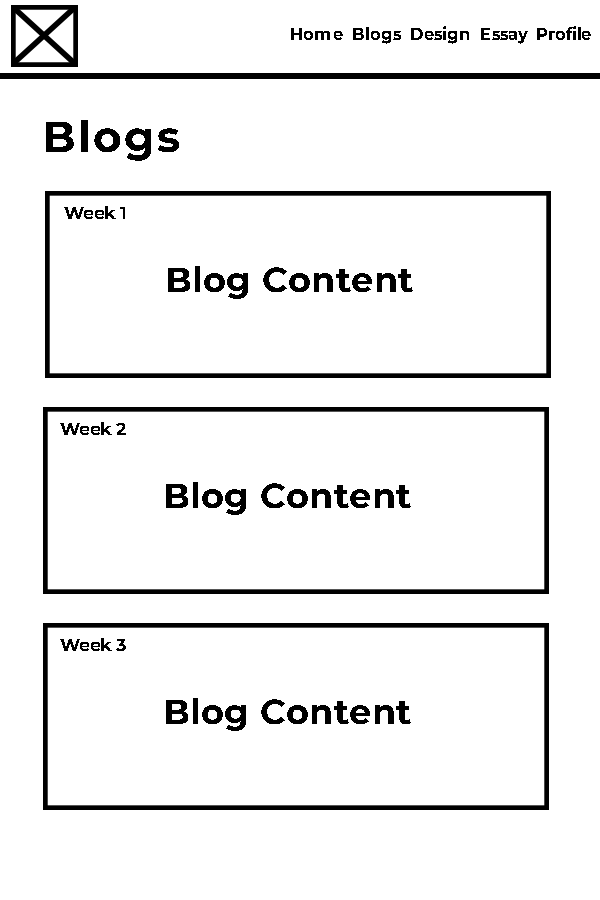 Home Blogs Design Essay Profile
Blogs
Week 1
Blog Content
Week 2
Blog Content
Week 3
Blog Content